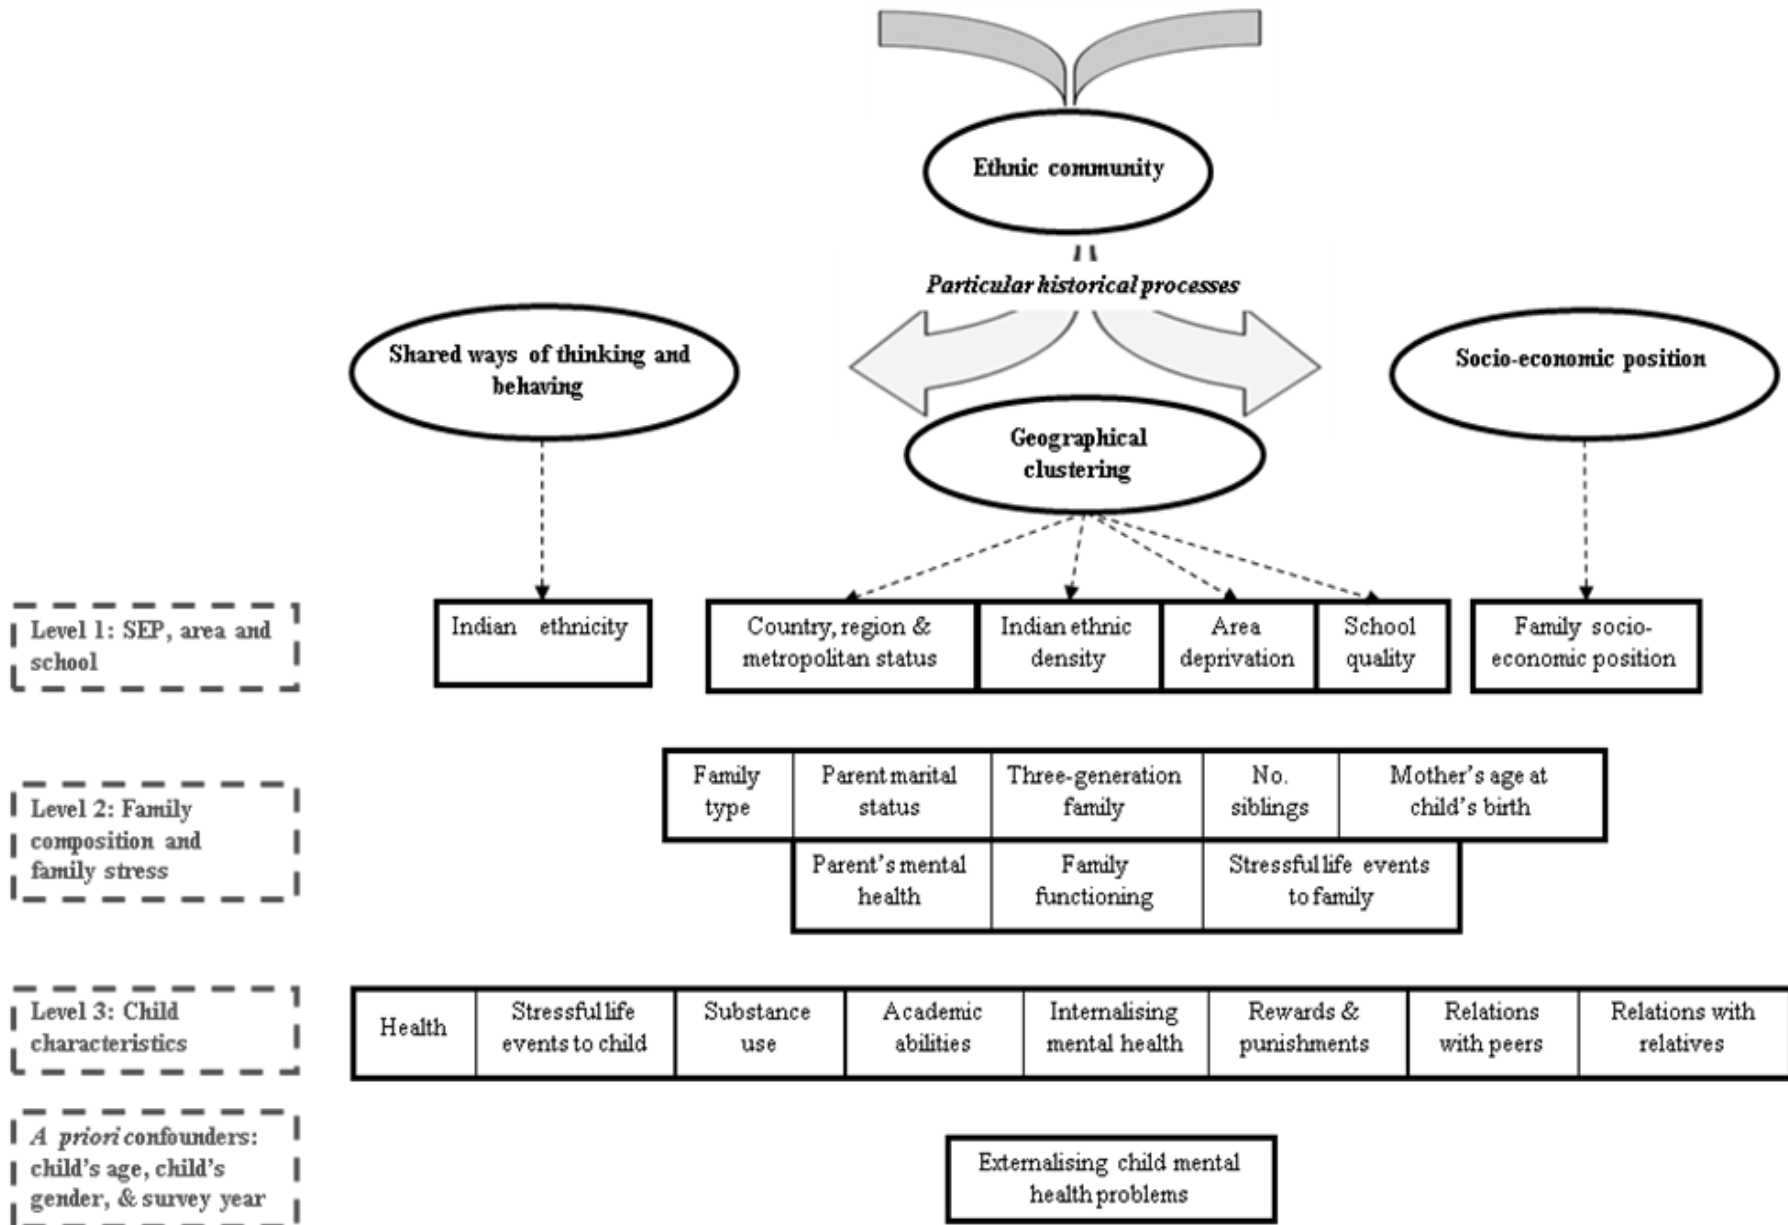 Ethnic community
Particular historical processes
Shared ways of thinking and
behaving
Socio-economic position
Geographical
clustering
Level 1: SEP, area and
school
Indian ethnicity
Country, region &
metropolitan status
Indian ethnic
density
Area
deprivation
School
quality
Family socio-
economic position
Level 2: Family
composition and
family stress
Family
type
Parent marital
status
Three-generation
family
No.
siblings
Mother's age at
child's birth
Parent's mental
health
Family
functioning
Stressful life events
to family
Level 3: Child
characteristics
Health
Stressful life
events to child
Substance
use
Academic
abilities
Internalising
mental health
Rewards &
punishments
Relations
with peers
Relations with
relatives
A priori confounders:
child's age, child's
gender, & survey year
Externalising child mental
health problems